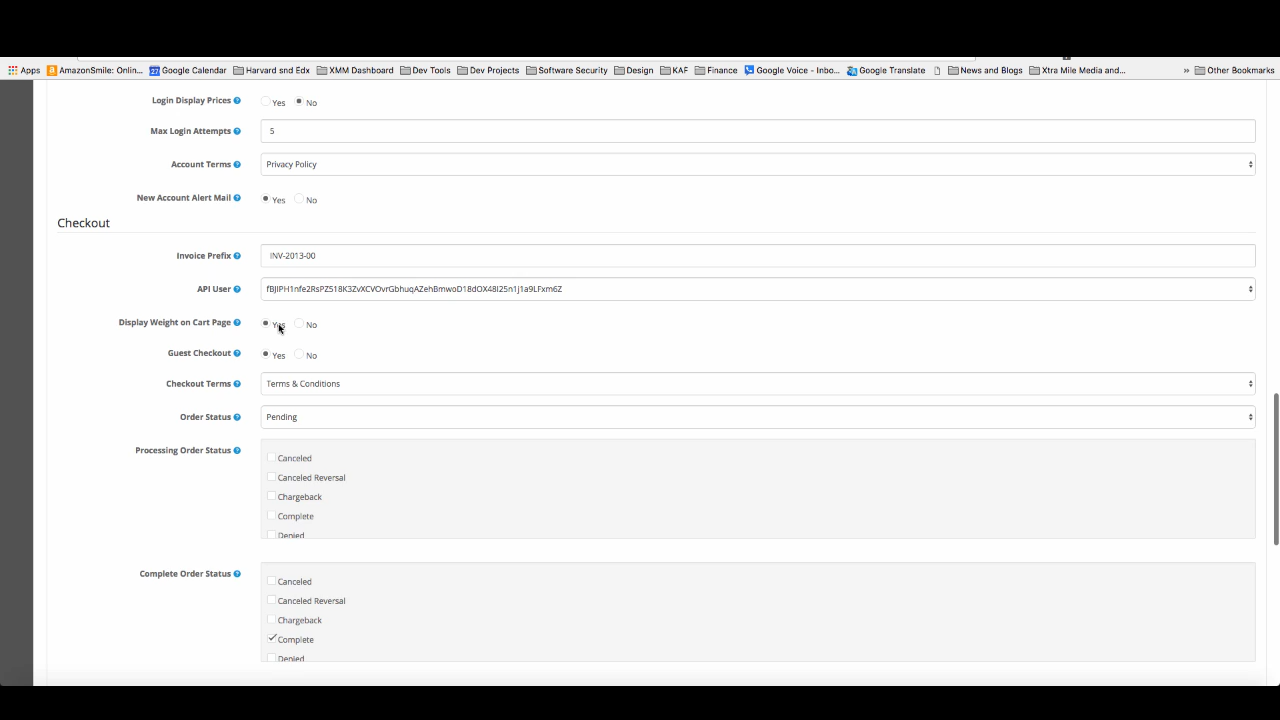 Apps AmazonSmile: Onlin... Google Calendar Harvard snd Edx XMM Dashboard Dev Tools Dev Projects Software Security Design KAF Finance Google Voice - Inbo... Google Translate News and Blogs Xtra Mile Media and... » Other Bookmarks
Login Display Prices Yes No
Max Login Attempts 5
Account Terms Privacy Policy
New Account Alert Mail Yes No
Checkout
Invoice Prefix INV-2013-00
API User
Display Weight on Cart Page Yes No
Guest Checkout Yes No
Checkout Terms Terms & Conditions
Order Status Pending
Processing Order Status Canceled
Canceled Reversal
Chargeback
Complete
Denied
Complete Order Status Canceled
Canceled Reversal
Chargeback
Complete
Denied